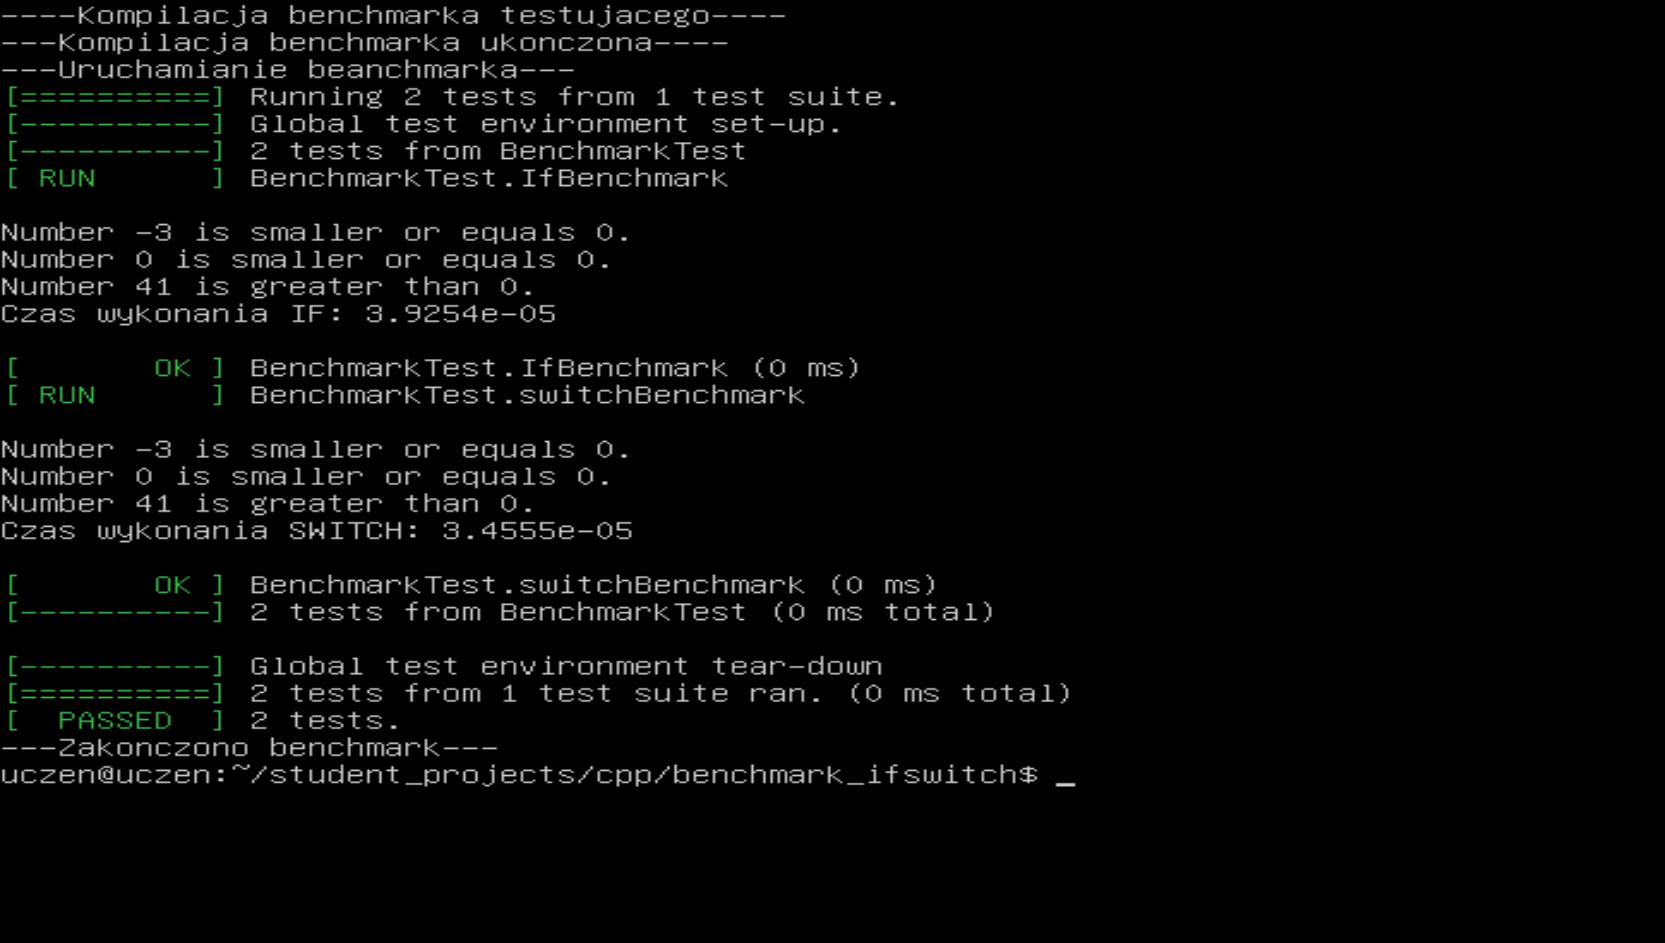 ----Kompilacja benchmarka testujacego----
---Kompilacja benchmarka ukonczona----
---Uruchamianie beanchmarka---
[==========] Running 2 tests from 1 test suite.
[----------] Global test environment set-up.
[----------] 2 tests from BenchmarkTest
[ RUN      ] BenchmarkTest.IfBenchmark
Number -3 is smaller or equals 0.
Number 0 is smaller or equals 0.
Number 41 is greater than 0.
Czas wykonania IF: 3.9254e-05
[       OK ] BenchmarkTest.IfBenchmark (0 ms)
[ RUN      ] BenchmarkTest.switchBenchmark
Number -3 is smaller or equals 0.
Number 0 is smaller or equals 0.
Number 41 is greater than 0.
Czas wykonania SWITCH: 3.4555e-05
[       OK ] BenchmarkTest.switchBenchmark (0 ms)
[----------] 2 tests from BenchmarkTest (0 ms total)
[----------] Global test environment tear-down
[==========] 2 tests from 1 test suite ran. (0 ms total)
[  PASSED  ] 2 tests.
---Zakonczono benchmark---
uczen@uczen:~/student_projects/cpp/benchmark_ifswitch$ _